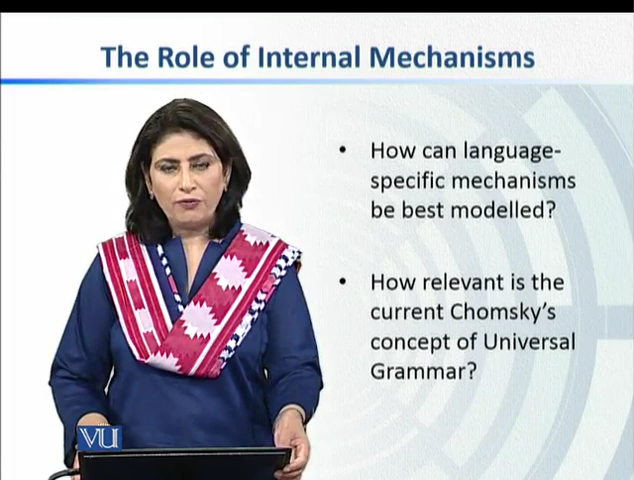 The Role of Internal Mechanisms
• How can language-
specific mechanisms
be best modelled?
• How relevant is the
current Chomsky's
concept of Universal
Grammar?
VU